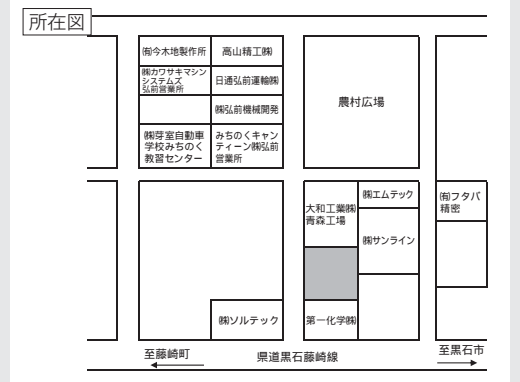 所在図
㈲今木地製作所
高山精工㈱
㈱カワサキマシン
システムズ
弘前営業所
日通弘前運輸㈱
㈱弘前機械開発
農村広場
㈱芽室自動車
学校みちのく
教習センター
みちのくキャン
ティーン㈱弘前
営業所
大和工業㈱
青森工場
㈱エムテック
㈲フタバ
精密
㈱サンライン
㈱ソルテック
第一化学㈱
至藤崎町
県道黒石藤崎線
至黒石市